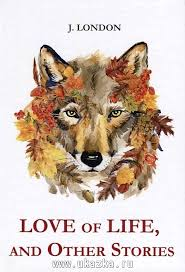 J. LONDON
LOVE OF LIFE,
AND OTHER STORIES
www.ukazka.ru